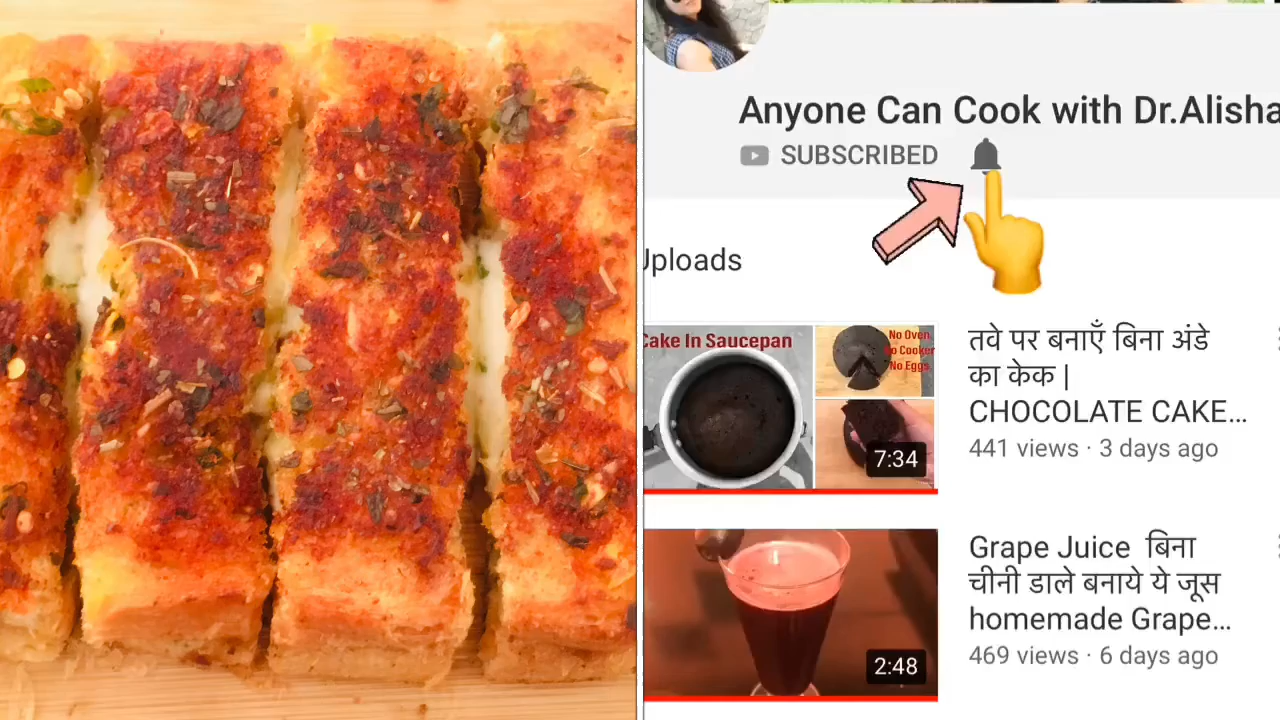 Anyone Can Cook with Dr.Alisha
SUBSCRIBED
Uploads
Cake In Saucepan
No Oven
No Cooker
No Eggs
7:34
तवे पर बनाएँ बिना अंडे
का केक |
CHOCOLATE CAKE…
441 views · 3 days ago
2:48
Grape Juice बिना
चीनी डाले बनाये ये जूस
homemade Grape…
469 views · 6 days ago